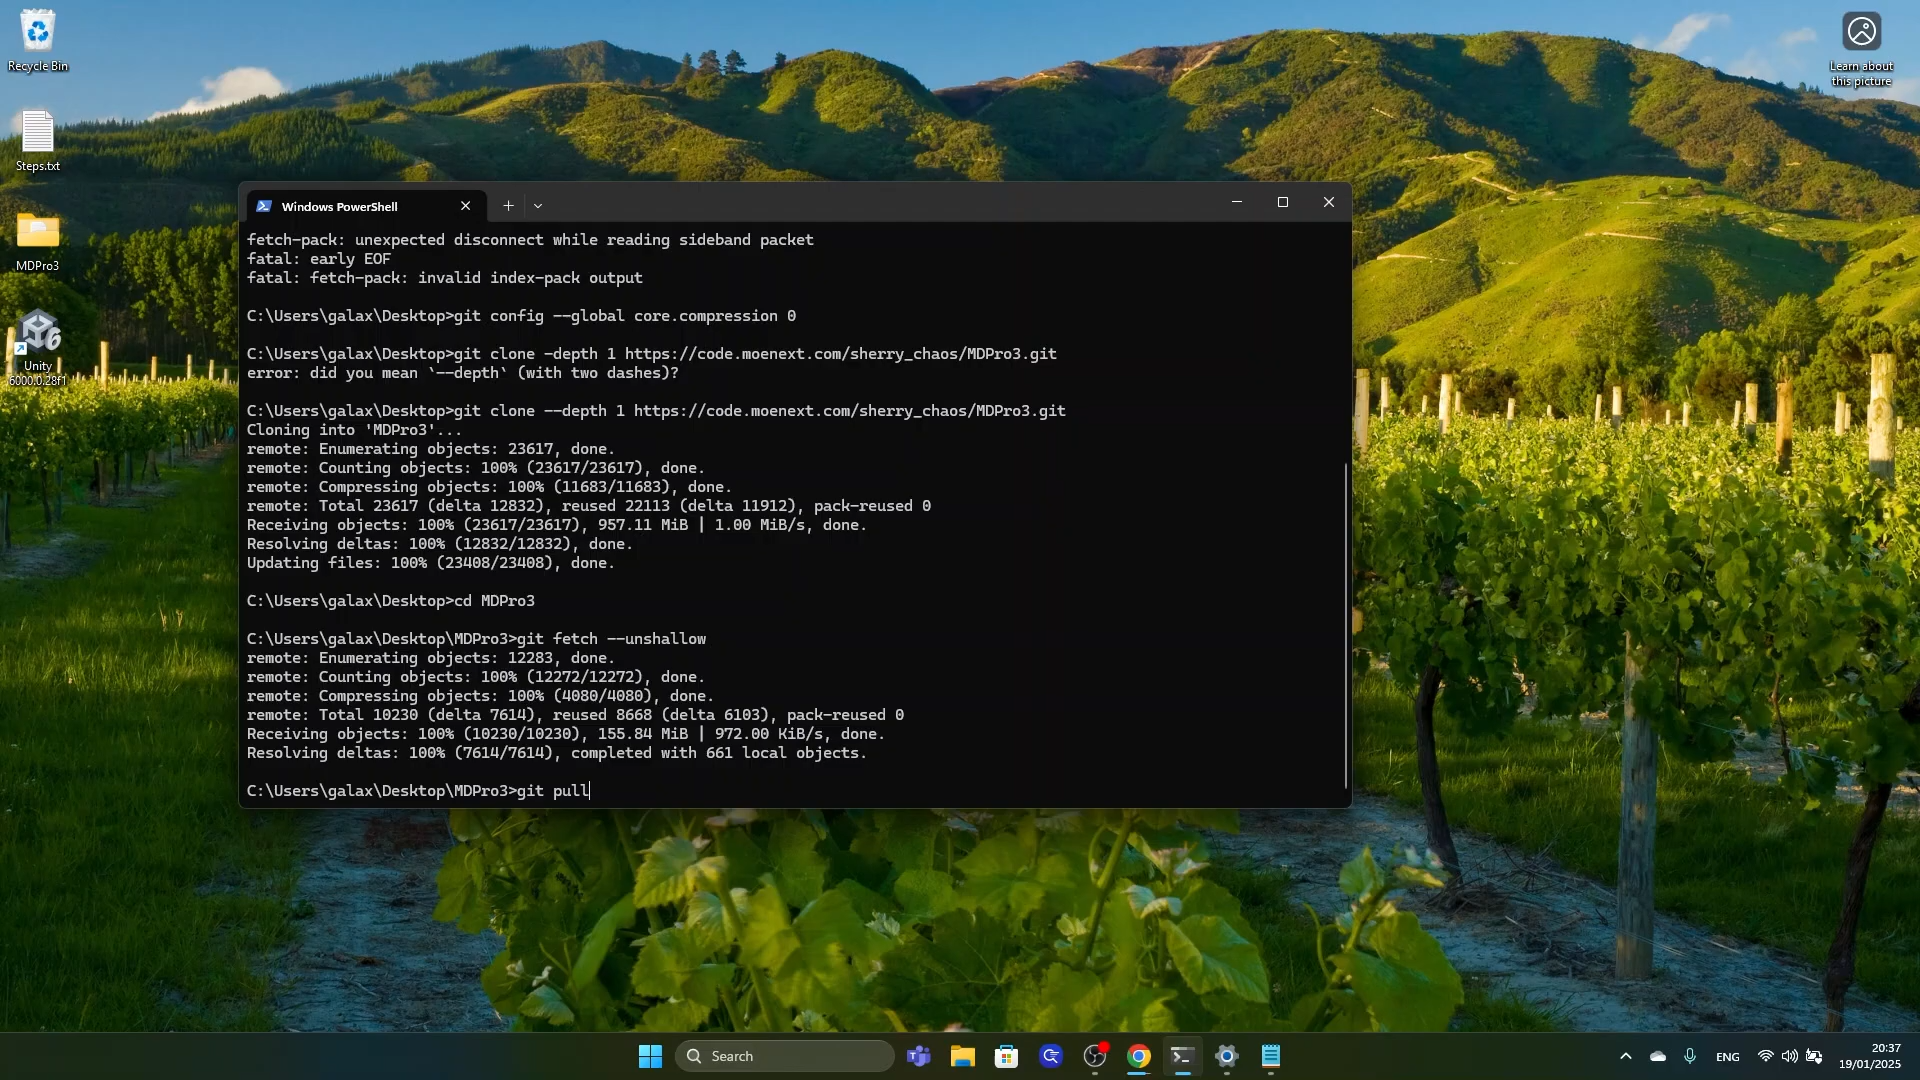 Recycle Bin
Steps.txt
MDPro3
Unity
6000.0.28f1
Learn about
this picture
Windows PowerShell
fetch-pack: unexpected disconnect while reading sideband packet
fatal: early EOF
fatal: fetch-pack: invalid index-pack output
C:\Users\galax\Desktop>git config --global core.compression 0
C:\Users\galax\Desktop>git clone -depth 1 https://code.moenext.com/sherry_chaos/MDPro3.git
error: did you mean `--depth` (with two dashes)?
C:\Users\galax\Desktop>git clone --depth 1 https://code.moenext.com/sherry_chaos/MDPro3.git
Cloning into 'MDPro3'...
remote: Enumerating objects: 23617, done.
remote: Counting objects: 100% (23617/23617), done.
remote: Compressing objects: 100% (11683/11683), done.
remote: Total 23617 (delta 12832), reused 22113 (delta 11912), pack-reused 0
Receiving objects: 100% (23617/23617), 957.11 MiB | 1.00 MiB/s, done.
Resolving deltas: 100% (12832/12832), done.
Updating files: 100% (23408/23408), done.
C:\Users\galax\Desktop>cd MDPro3
C:\Users\galax\Desktop\MDPro3>git fetch --unshallow
remote: Enumerating objects: 12283, done.
remote: Counting objects: 100% (12272/12272), done.
remote: Compressing objects: 100% (4080/4080), done.
remote: Total 10230 (delta 7614), reused 8668 (delta 6103), pack-reused 0
Receiving objects: 100% (10230/10230), 155.84 MiB | 972.00 KiB/s, done.
Resolving deltas: 100% (7614/7614), completed with 661 local objects.
C:\Users\galax\Desktop\MDPro3>git pull
Search
ENG
20:37
19/01/2025